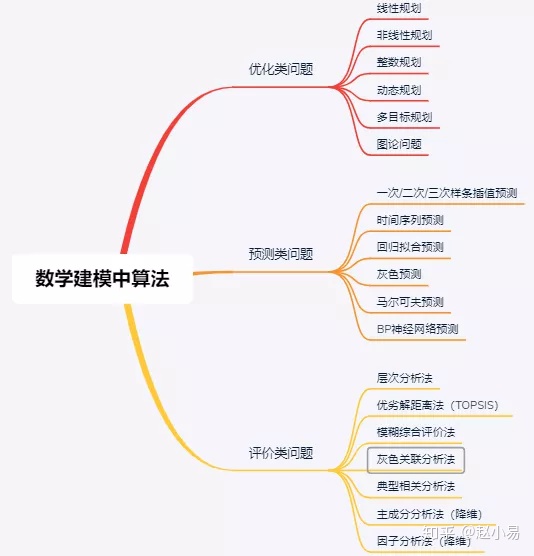 数学建模中算法
优化类问题
线性规划
非线性规划
整数规划
动态规划
多目标规划
图论问题
预测类问题
一次/二次/三次样条插值预测
时间序列预测
回归拟合预测
灰色预测
马尔可夫预测
BP神经网络预测
评价类问题
层次分析法
优劣解距离法（TOPSIS）
模糊综合评价法
灰色关联分析法
典型相关分析法
主成分分析法（降维）
因子分析法（降维）
知乎 @赵小易